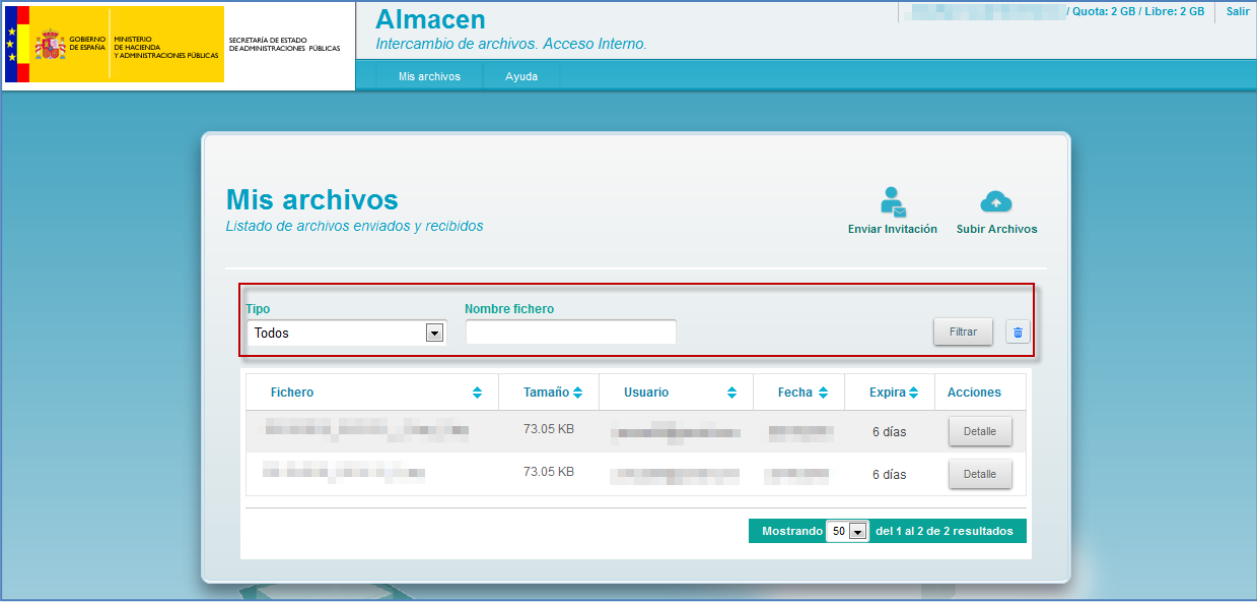 GOBIERNO
DE ESPAÑA
MINISTERIO
DE HACIENDA
Y ADMINISTRACIONES PÚBLICAS
SECRETARÍA DE ESTADO
DE ADMINISTRACIONES PÚBLICAS
Almacen
Intercambio de archivos. Acceso Interno.
/ Quota: 2 GB / Libre: 2 GB Salir
Mis archivos Ayuda
Mis archivos
Listado de archivos enviados y recibidos
Enviar Invitación Subir Archivos
Tipo Nombre fichero
Todos Filtrar
Fichero Tamaño Usuario Fecha Expira Acciones
73.05 KB 6 días Detalle
73.05 KB 6 días Detalle
Mostrando 50 del 1 al 2 de 2 resultados